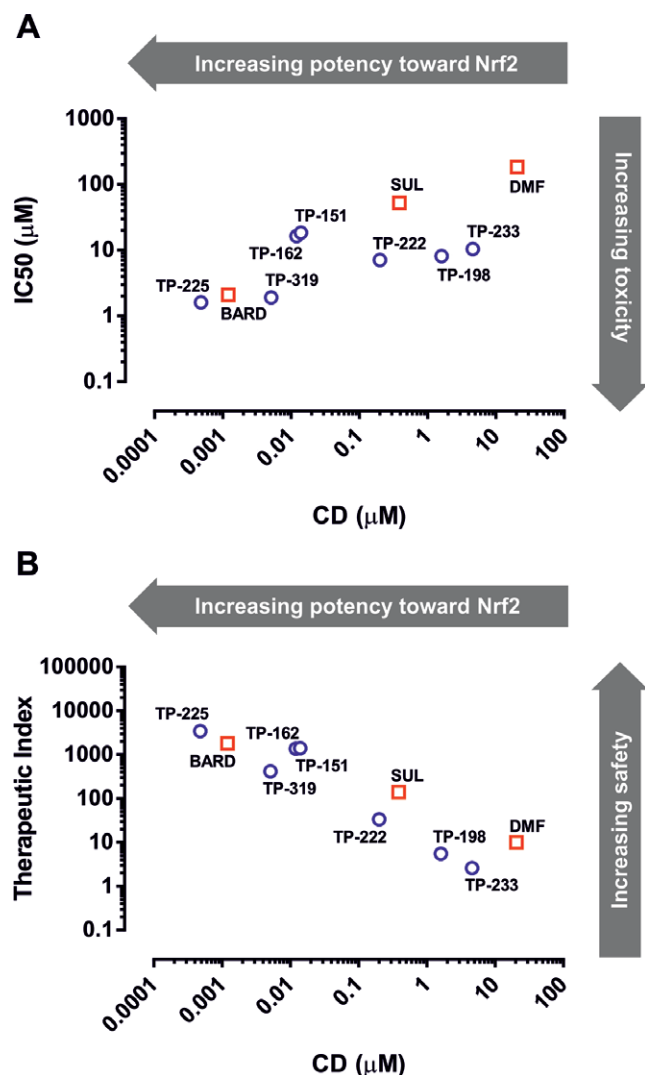 A
Increasing potency toward Nrf2
1000
100
10
1
0.1
IC50 (μM)
SUL
DMF
TP-151
TP-162
TP-222
TP-233
TP-198
TP-225
TP-319
BARD
0.0001
0.001
0.01
0.1
1
10
100
CD (μM)
Increasing toxicity
B
Increasing potency toward Nrf2
100000
10000
1000
100
10
1
0.1
Therapeutic Index
TP-225
TP-162
BARD
TP-151
TP-319
SUL
TP-222
TP-198
DMF
TP-233
0.0001
0.001
0.01
0.1
1
10
100
CD (μM)
Increasing safety